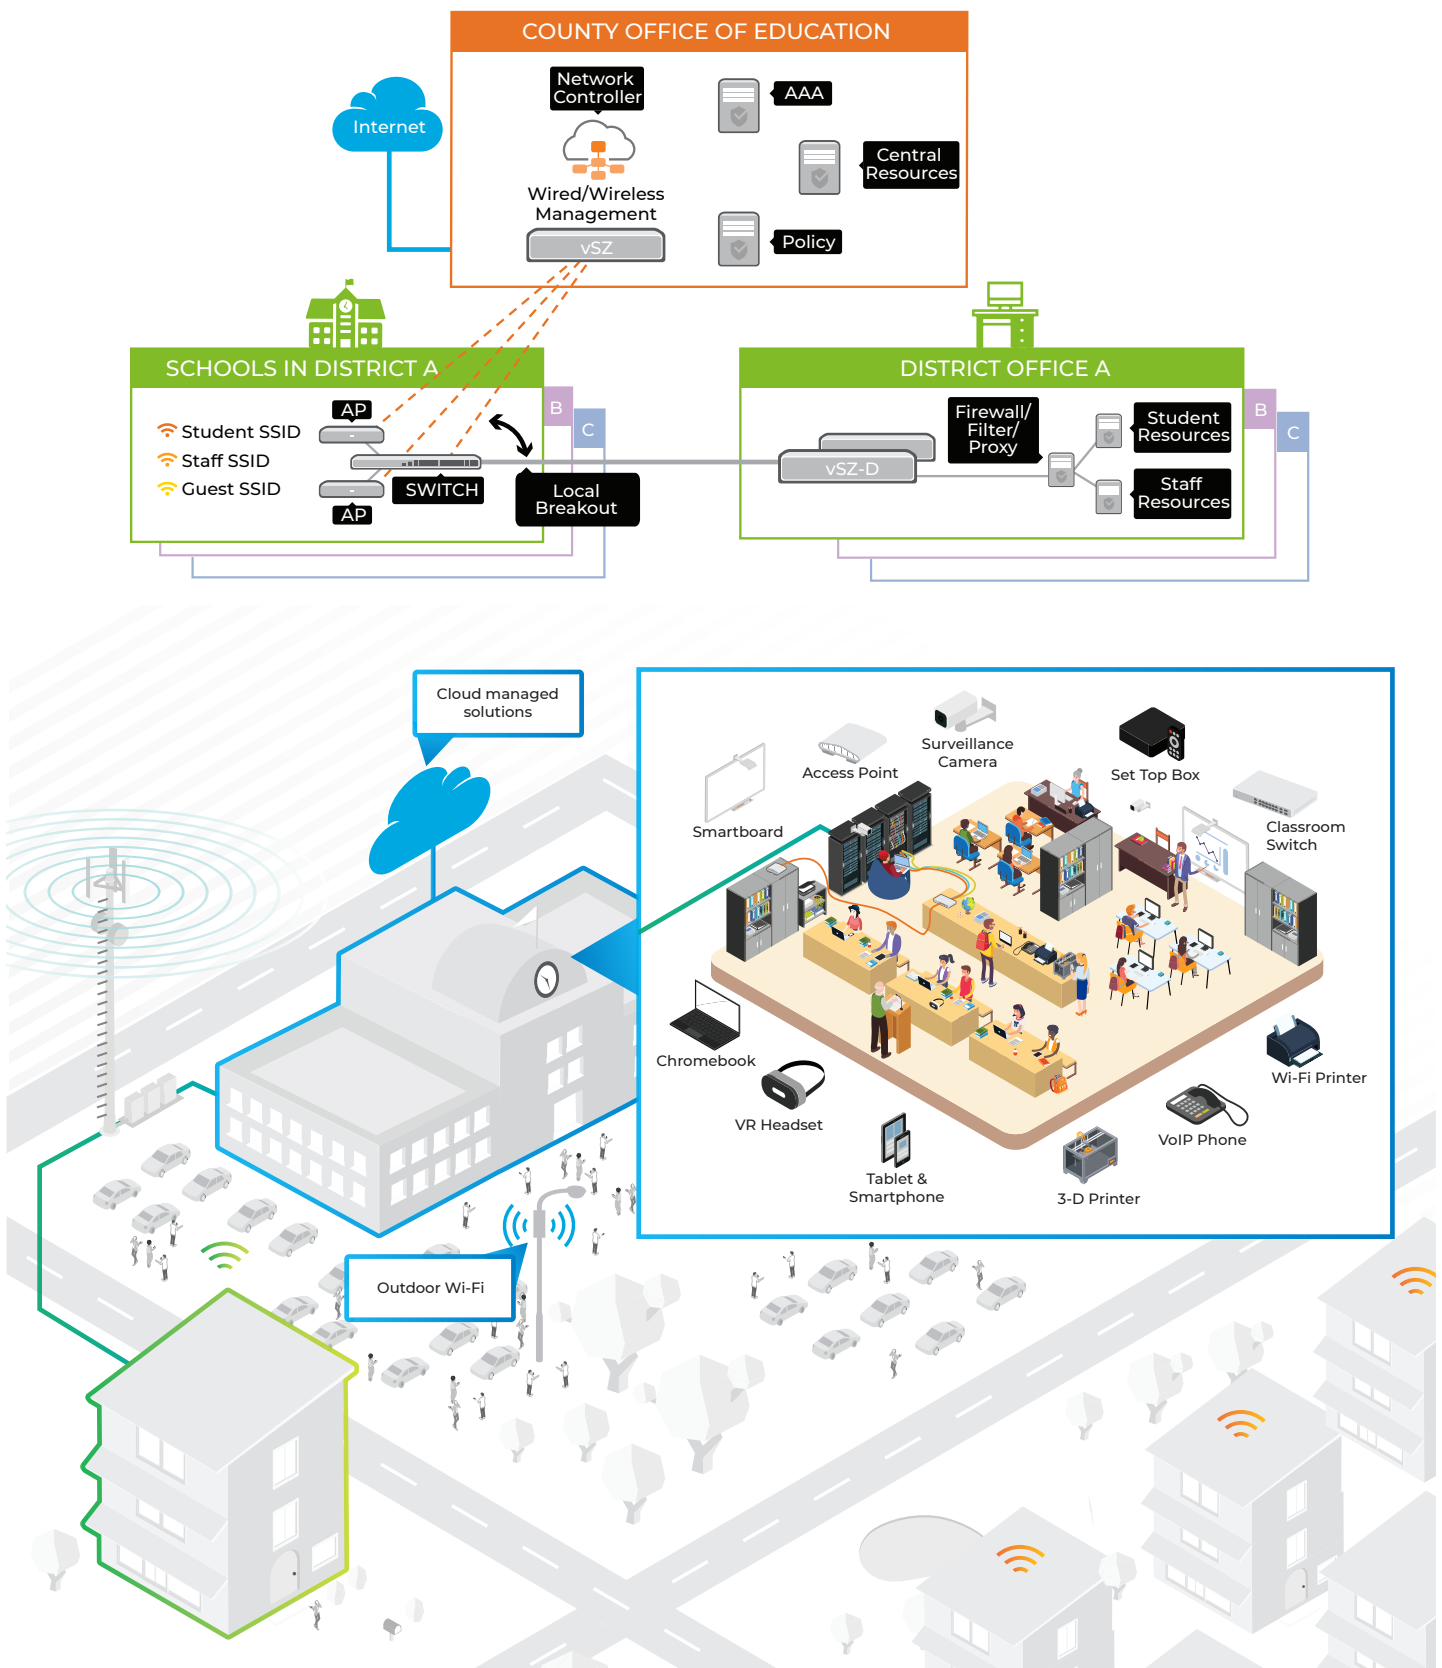 COUNTY OFFICE OF EDUCATION
Internet
Network
Controller
Wired/Wireless
Management
vSZ
AAA
Central
Resources
Policy
SCHOOLS IN DISTRICT A
B
C
Student SSID
Staff SSID
Guest SSID
AP
SWITCH
AP
Local
Breakout
DISTRICT OFFICE A
B
C
vSZ-D
Firewall/
Filter/
Proxy
Student
Resources
Staff
Resources
Cloud managed
solutions
Smartboard
Access Point
Surveillance
Camera
Set Top Box
Classroom
Switch
Chromebook
VR Headset
Tablet &
Smartphone
3-D Printer
VoIP Phone
Wi-Fi Printer
Outdoor Wi-Fi